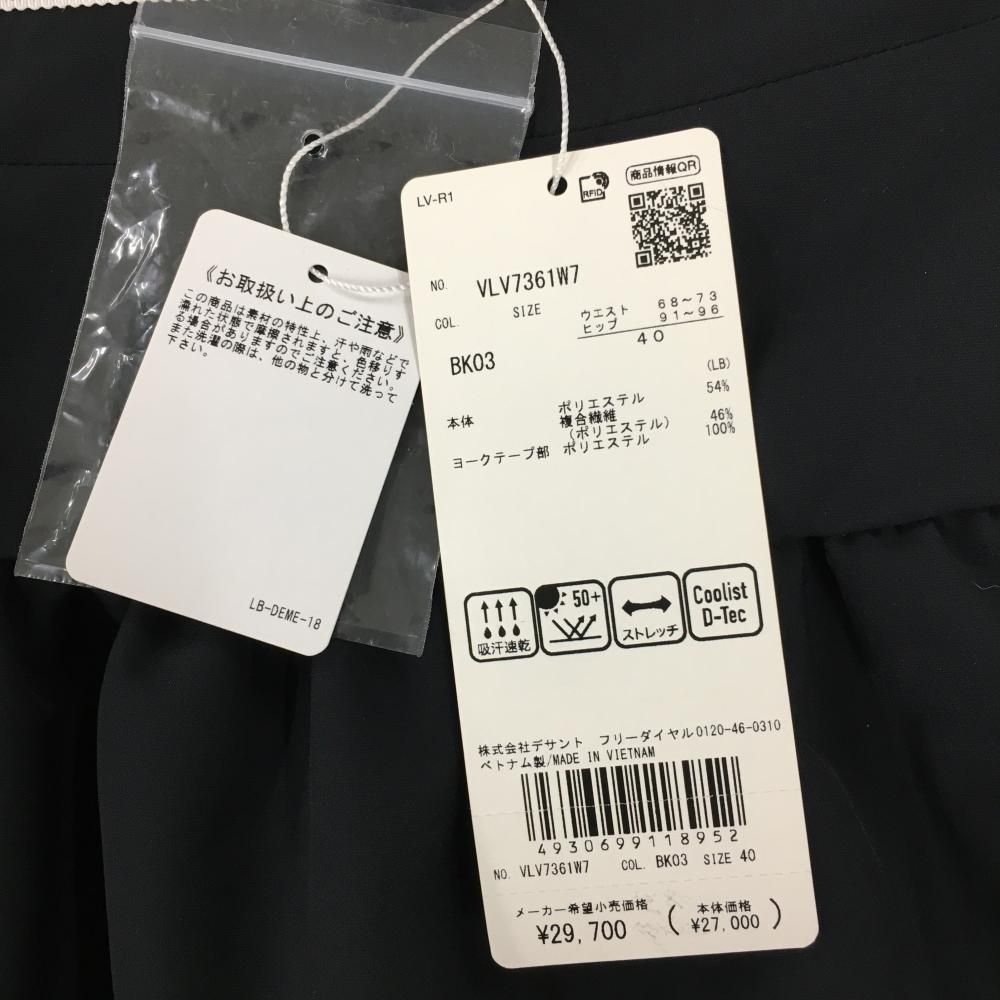 《お取扱い上のご注意》
この商品は素材の特性上、汗や雨などで
濡れた状態で摩擦されますと、色移りす
る場合がありますのでご注意ください。
また洗濯の際は、他の物と分けて洗って
下さい。
LB-DEME-18
LV-R1
RFID
商品情報QR
NO. VLV7361W7
COL. SIZE ウエスト 68～73
ヒップ 91～96
40
BK03
(LB)
本体 ポリエステル 54%
複合繊維 46%
(ポリエステル)
ヨークテープ部 ポリエステル 100%
吸汗速乾
50+
ストレッチ
Coolist
D-Tec
株式会社デサント フリーダイヤル0120-46-0310
ベトナム製/MADE IN VIETNAM
4930699118952
NO. VLV7361W7 COL. BK03 SIZE 40
メーカー希望小売価格
¥29,700
(本体価格
¥27,000)